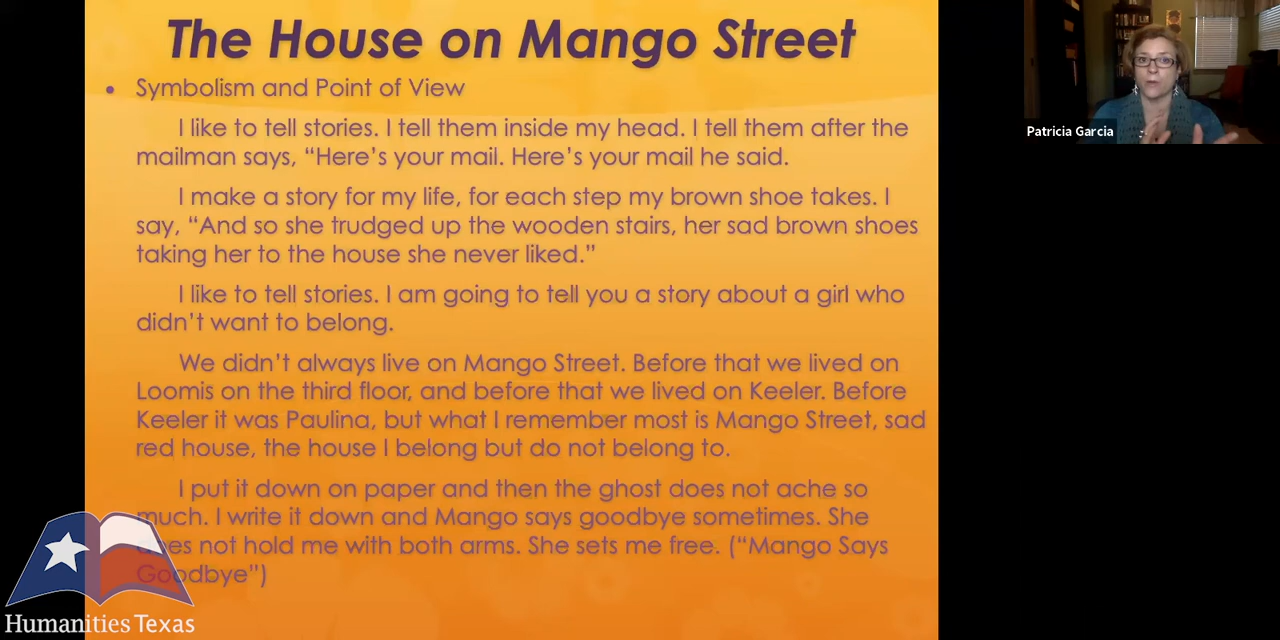 The House on Mango Street
• Symbolism and Point of View
I like to tell stories. I tell them inside my head. I tell them after the
mailman says, “Here’s your mail. Here’s your mail he said.
I make a story for my life, for each step my brown shoe takes. I
say, “And so she trudged up the wooden stairs, her sad brown shoes
taking her to the house she never liked.”
I like to tell stories. I am going to tell you a story about a girl who
didn’t want to belong.
We didn’t always live on Mango Street. Before that we lived on
Loomis on the third floor, and before that we lived on Keeler. Before
Keeler it was Paulina, but what I remember most is Mango Street, sad
red house, the house I belong but do not belong to.
I put it down on paper and then the ghost does not ache so
much. I write it down and Mango says goodbye sometimes. She
does not hold me with both arms. She sets me free. (“Mango Says
Goodbye”)
Humanities Texas
Patricia Garcia